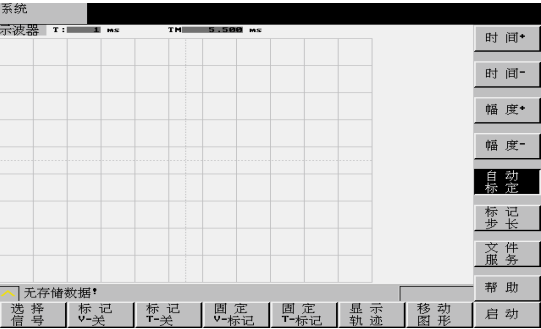 系统
示波器 T: 1 ms TM 5.500 ms
时间+
时间-
幅度+
幅度-
自动
标定
标记
步长
文件
服务
帮助
无存储数据!
选择
信号
标记
V-关
标记
T-关
固定
V-标记
固定
T-标记
显示
轨迹
移动
图形
启动